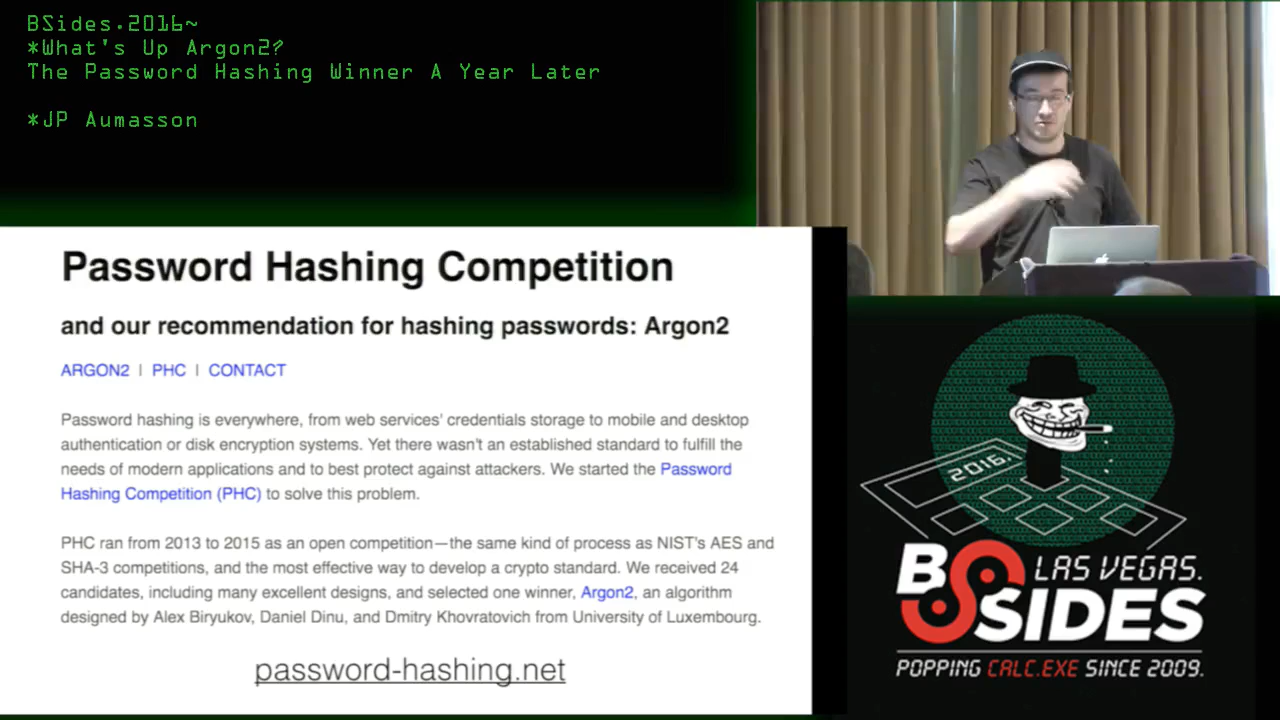 BSides.2016~
*What's Up Argon2?
The Password Hashing Winner A Year Later
*JP Aumasson
Password Hashing Competition
and our recommendation for hashing passwords: Argon2
ARGON2 | PHC | CONTACT
Password hashing is everywhere, from web services' credentials storage to mobile and desktop
authentication or disk encryption systems. Yet there wasn't an established standard to fulfill the
needs of modern applications and to best protect against attackers. We started the Password
Hashing Competition (PHC) to solve this problem.
PHC ran from 2013 to 2015 as an open competition—the same kind of process as NIST's AES and
SHA-3 competitions, and the most effective way to develop a crypto standard. We received 24
candidates, including many excellent designs, and selected one winner, Argon2, an algorithm
designed by Alex Biryukov, Daniel Dinu, and Dmitry Khovratovich from University of Luxembourg.
password-hashing.net
2016.
BSIDES
LAS VEGAS.
POPPING CALC.EXE SINCE 2009.